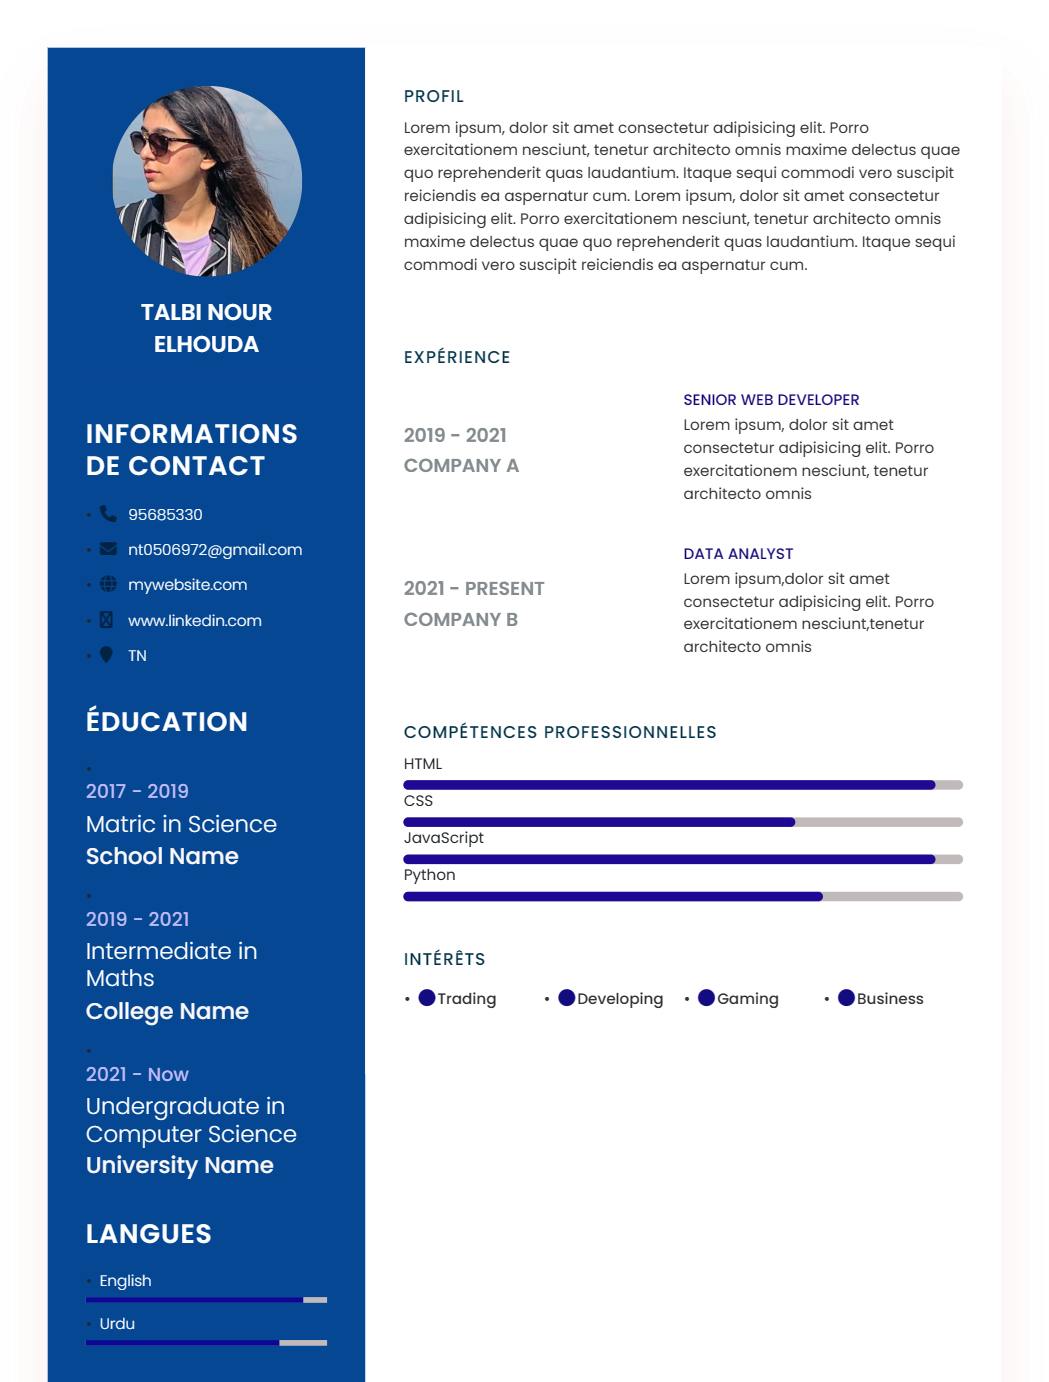 TALBI NOUR
ELHOUDA
INFORMATIONS
DE CONTACT
• 95685330
• nt0506972@gmail.com
• mywebsite.com
• www.linkedin.com
• TN
ÉDUCATION
•
2017 - 2019
Matric in Science
School Name
•
2019 - 2021
Intermediate in
Maths
College Name
•
2021 - Now
Undergraduate in
Computer Science
University Name
LANGUES
• English
• Urdu
PROFIL
Lorem ipsum, dolor sit amet consectetur adipisicing elit. Porro
exercitationem nesciunt, tenetur architecto omnis maxime delectus quae
quo reprehenderit quas laudantium. Itaque sequi commodi vero suscipit
reiciendis ea aspernatur cum. Lorem ipsum, dolor sit amet consectetur
adipisicing elit. Porro exercitationem nesciunt, tenetur architecto omnis
maxime delectus quae quo reprehenderit quas laudantium. Itaque sequi
commodi vero suscipit reiciendis ea aspernatur cum.
EXPÉRIENCE
2019 - 2021
COMPANY A
SENIOR WEB DEVELOPER
Lorem ipsum, dolor sit amet
consectetur adipisicing elit. Porro
exercitationem nesciunt, tenetur
architecto omnis
2021 - PRESENT
COMPANY B
DATA ANALYST
Lorem ipsum,dolor sit amet
consectetur adipisicing elit. Porro
exercitationem nesciunt,tenetur
architecto omnis
COMPÉTENCES PROFESSIONNELLES
HTML
CSS
JavaScript
Python
INTÉRÊTS
• Trading • Developing • Gaming • Business